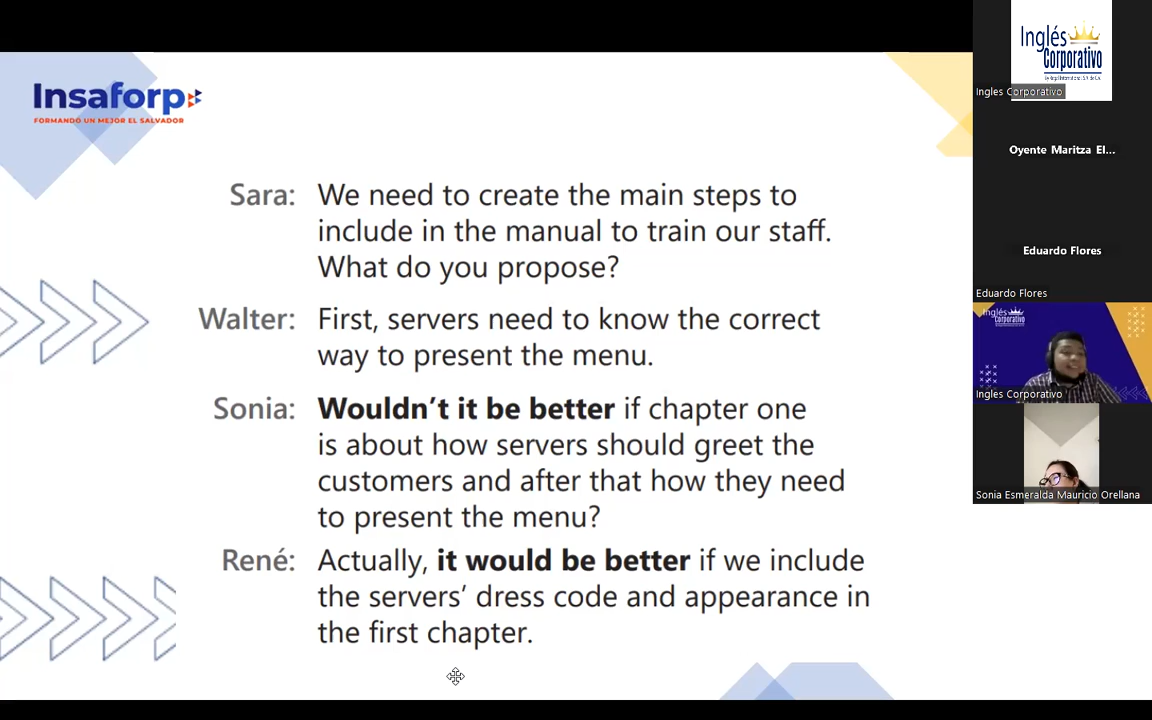 Insaforp
FORMANDO UN MEJOR EL SALVADOR
Sara: We need to create the main steps to
include in the manual to train our staff.
What do you propose?
Walter: First, servers need to know the correct
way to present the menu.
Sonia: Wouldn't it be better if chapter one
is about how servers should greet the
customers and after that how they need
to present the menu?
René: Actually, it would be better if we include
the servers' dress code and appearance in
the first chapter.
Inglés
Corporativo
Ingles Corporativo
Oyente Maritza El...
Eduardo Flores
Eduardo Flores
Inglés
Corporativo
Ingles Corporativo
Sonia Esmeralda Mauricio Orellana